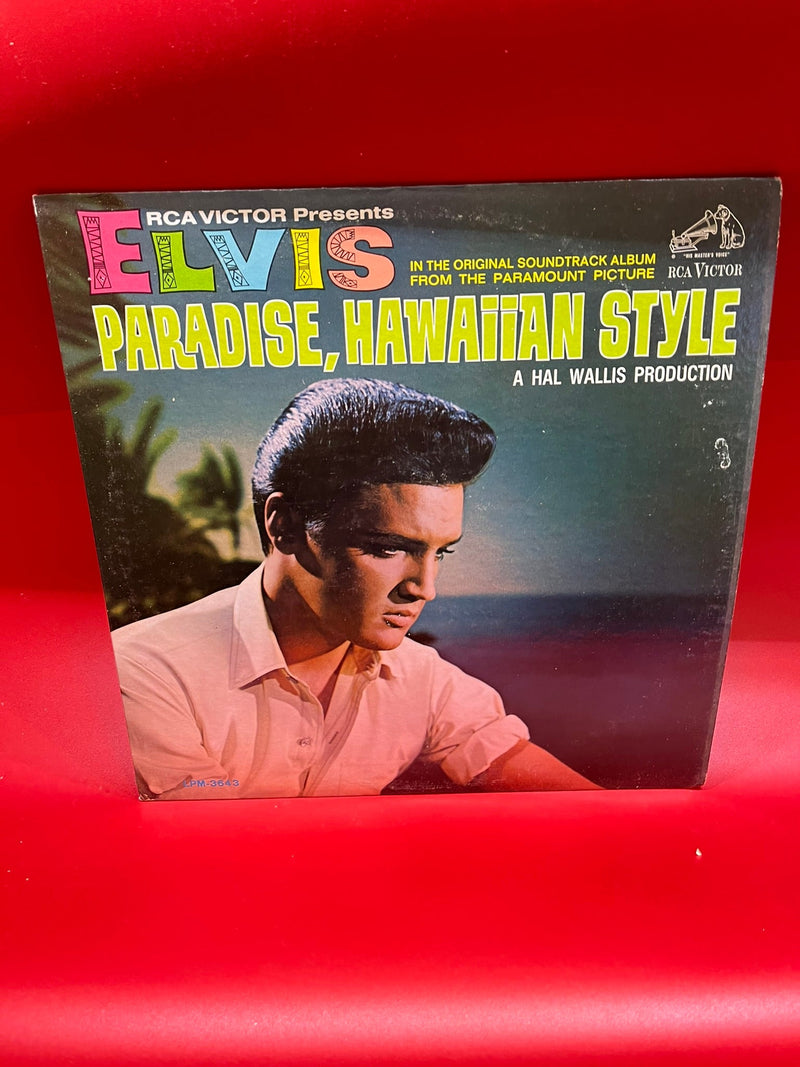 RCA VICTOR Presents
ELVIS
IN THE ORIGINAL SOUNDTRACK ALBUM
FROM THE PARAMOUNT PICTURE
"HIS MASTER'S VOICE"
RCA VICTOR
PARADISE, HAWAIIAN STYLE
A HAL WALLIS PRODUCTION
LPM-3643